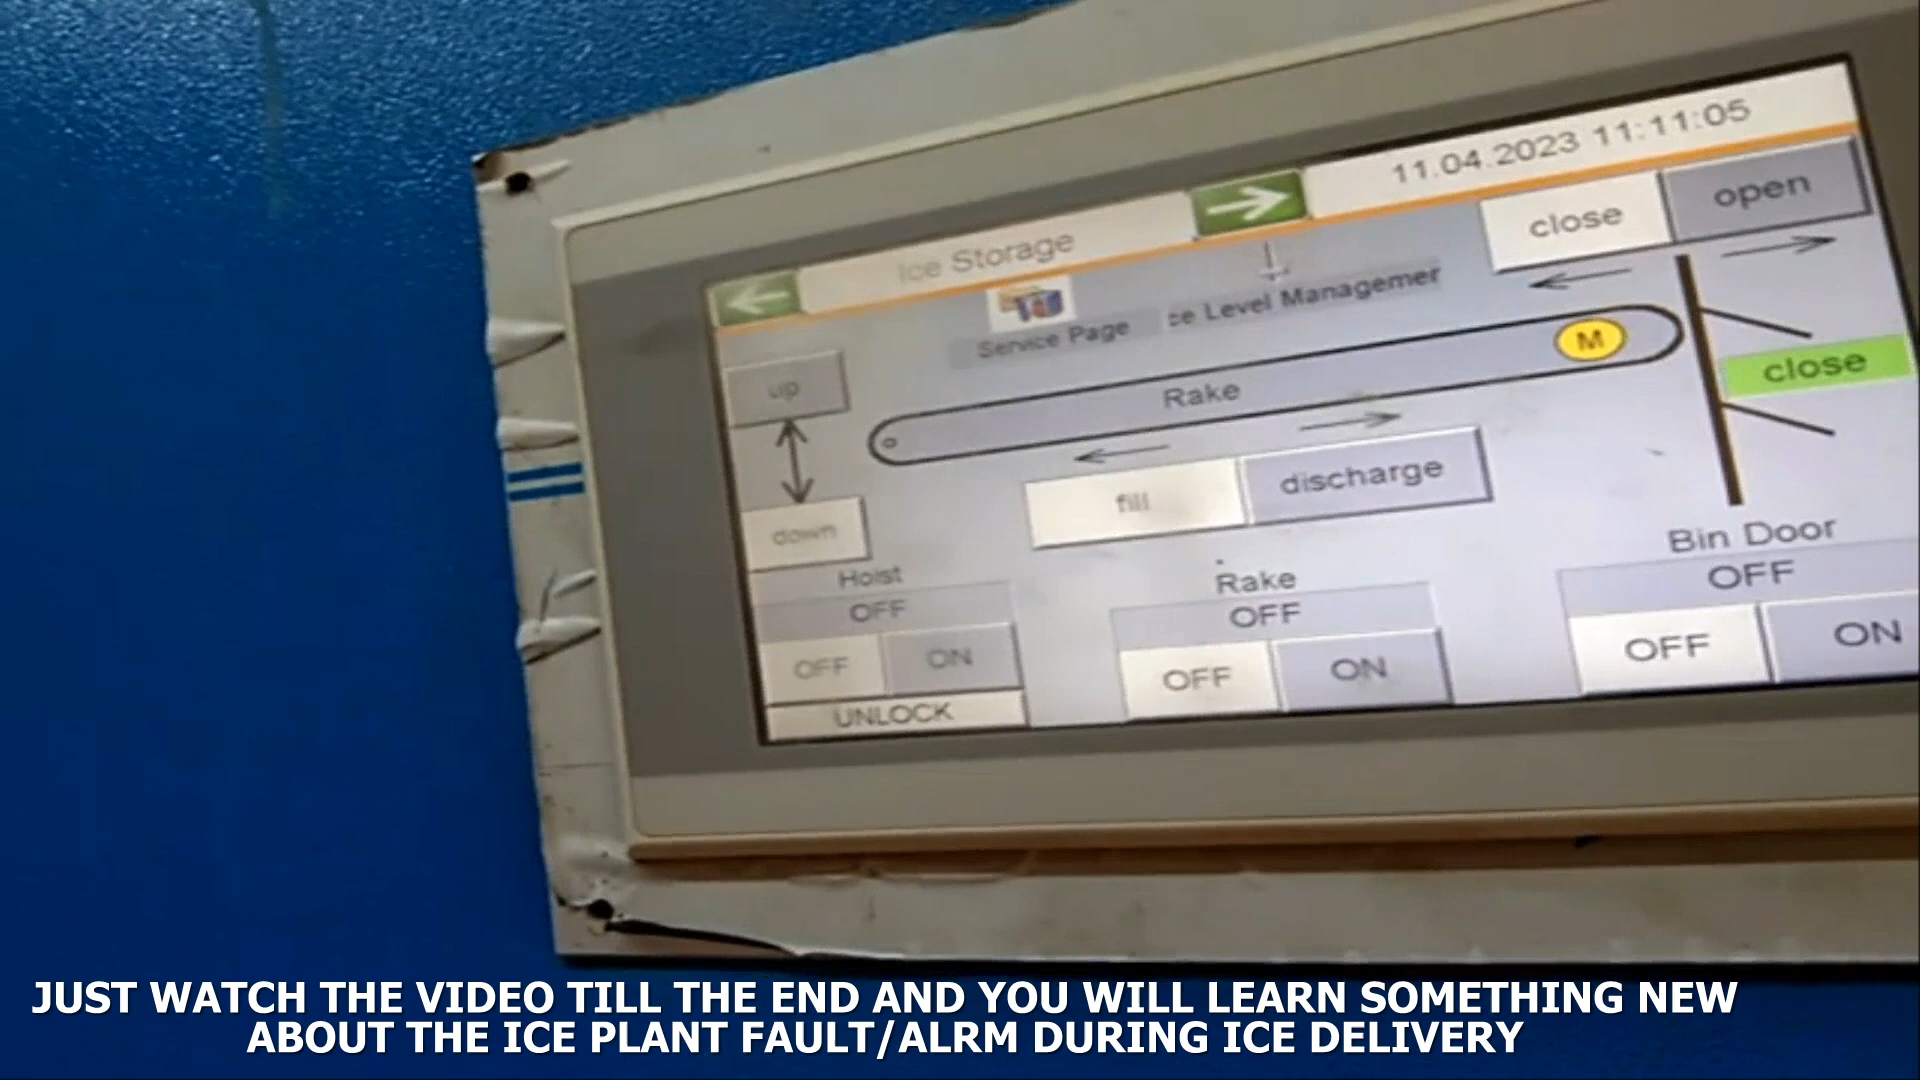 11.04.2023 11:11:05
Ice Storage
close
open
Service Page
ce Level Managemer
up
M
Rake
close
fill
discharge
down
Hoist
Rake
Bin Door
OFF
OFF
OFF
OFF
ON
OFF
ON
OFF
ON
UNLOCK
JUST WATCH THE VIDEO TILL THE END AND YOU WILL LEARN SOMETHING NEW
ABOUT THE ICE PLANT FAULT/ALRM DURING ICE DELIVERY